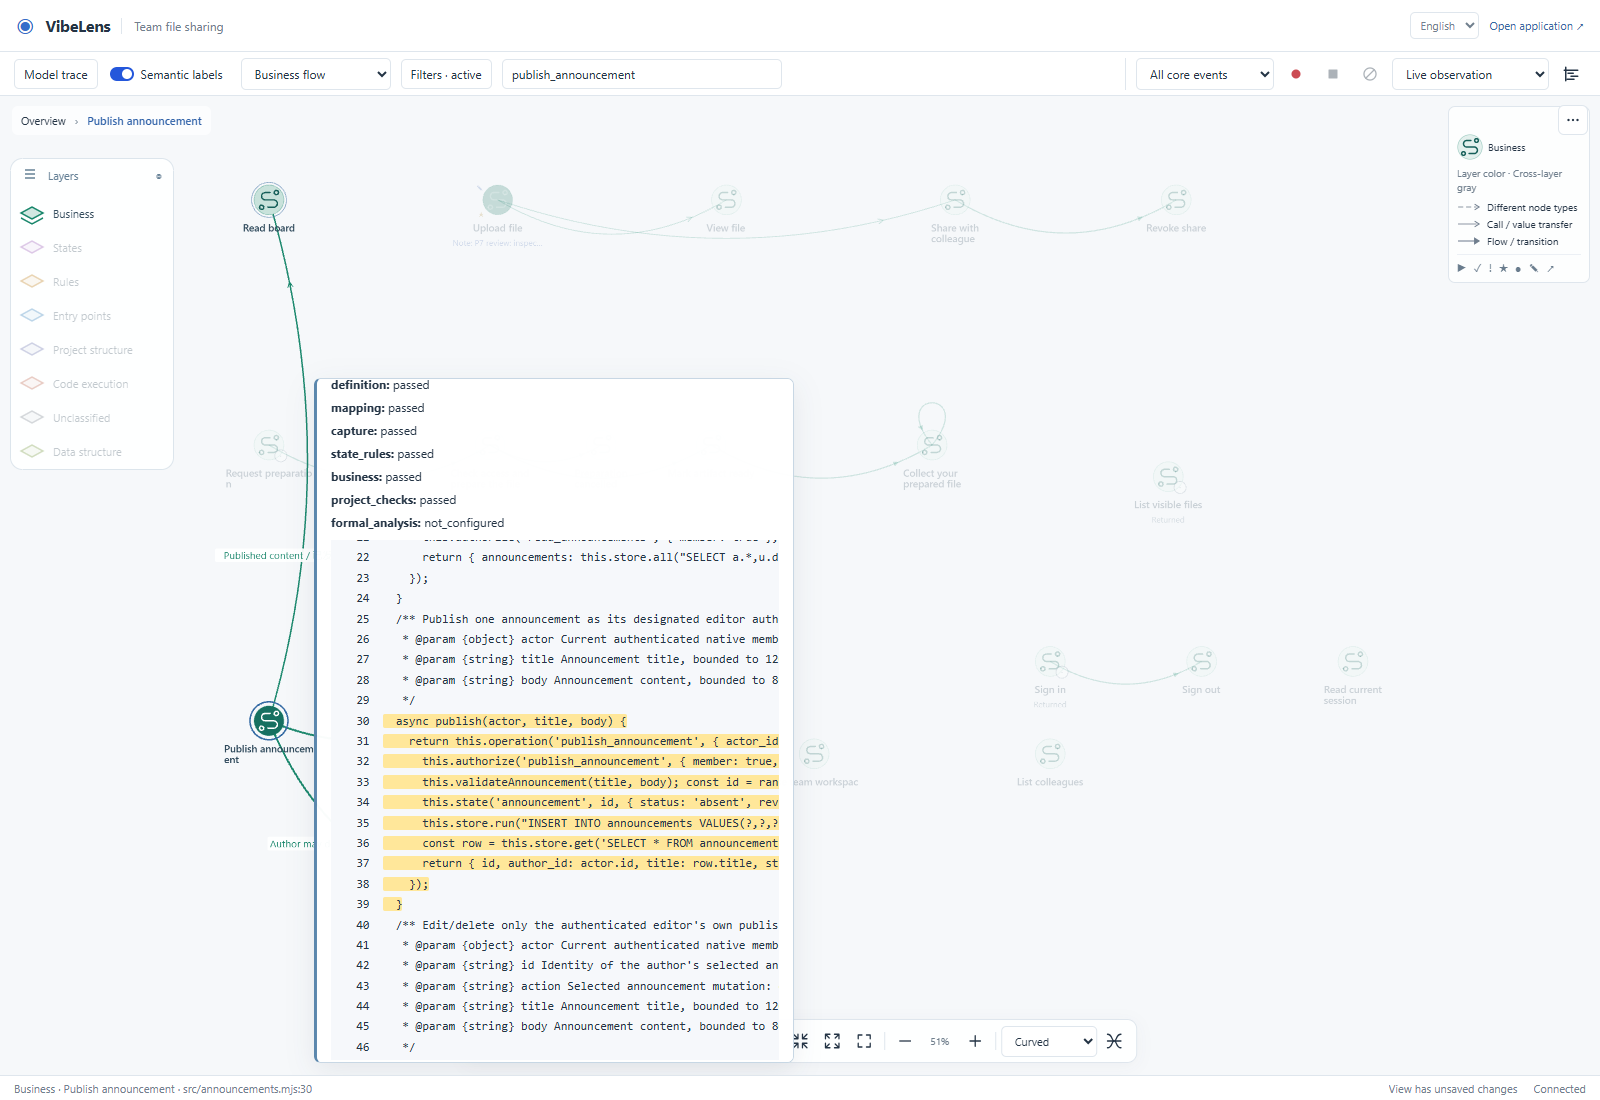 VibeLens
Team file sharing
English
Open application ↗
Model trace
Semantic labels
Business flow
Filters · active
publish_announcement
All core events
Live observation
Overview › Publish announcement
Layers
Business
States
Rules
Entry points
Project structure
Code execution
Unclassified
Data structure
Business
Layer color · Cross-layer
gray
Different node types
Call / value transfer
Flow / transition
Read board
Upload file
View file
Share with
colleague
Revoke share
Request preparatio
n
Collect your
prepared file
List visible files
Returned
Published content /
Sign in
Returned
Sign out
Read current
session
Publish announcem
ent
eam workspac
List colleagues
Author ma
definition: passed
mapping: passed
capture: passed
state_rules: passed
business: passed
project_checks: passed
formal_analysis: not_configured
22 return { announcements: this.store.all("SELECT a.*,u.d
23 });
24 }
25 /** Publish one announcement as its designated editor auth
26 * @param {object} actor Current authenticated native memb
27 * @param {string} title Announcement title, bounded to 12
28 * @param {string} body Announcement content, bounded to 8
29 */
30 async publish(actor, title, body) {
31 return this.operation('publish_announcement', { actor_id
32 this.authorize('publish_announcement', { member: true,
33 this.validateAnnouncement(title, body); const id = ran
34 this.state('announcement', id, { status: 'absent', rev
35 this.store.run("INSERT INTO announcements VALUES(?,?,?
36 const row = this.store.get('SELECT * FROM announcement
37 return { id, author_id: actor.id, title: row.title, st
38 });
39 }
40 /** Edit/delete only the authenticated editor's own publis
41 * @param {object} actor Current authenticated native memb
42 * @param {string} id Identity of the author's selected an
43 * @param {string} action Selected announcement mutation:
44 * @param {string} title Announcement title, bounded to 12
45 * @param {string} body Announcement content, bounded to 8
46 */
51%
Curved
Business · Publish announcement · src/announcements.mjs:30
View has unsaved changes
Connected